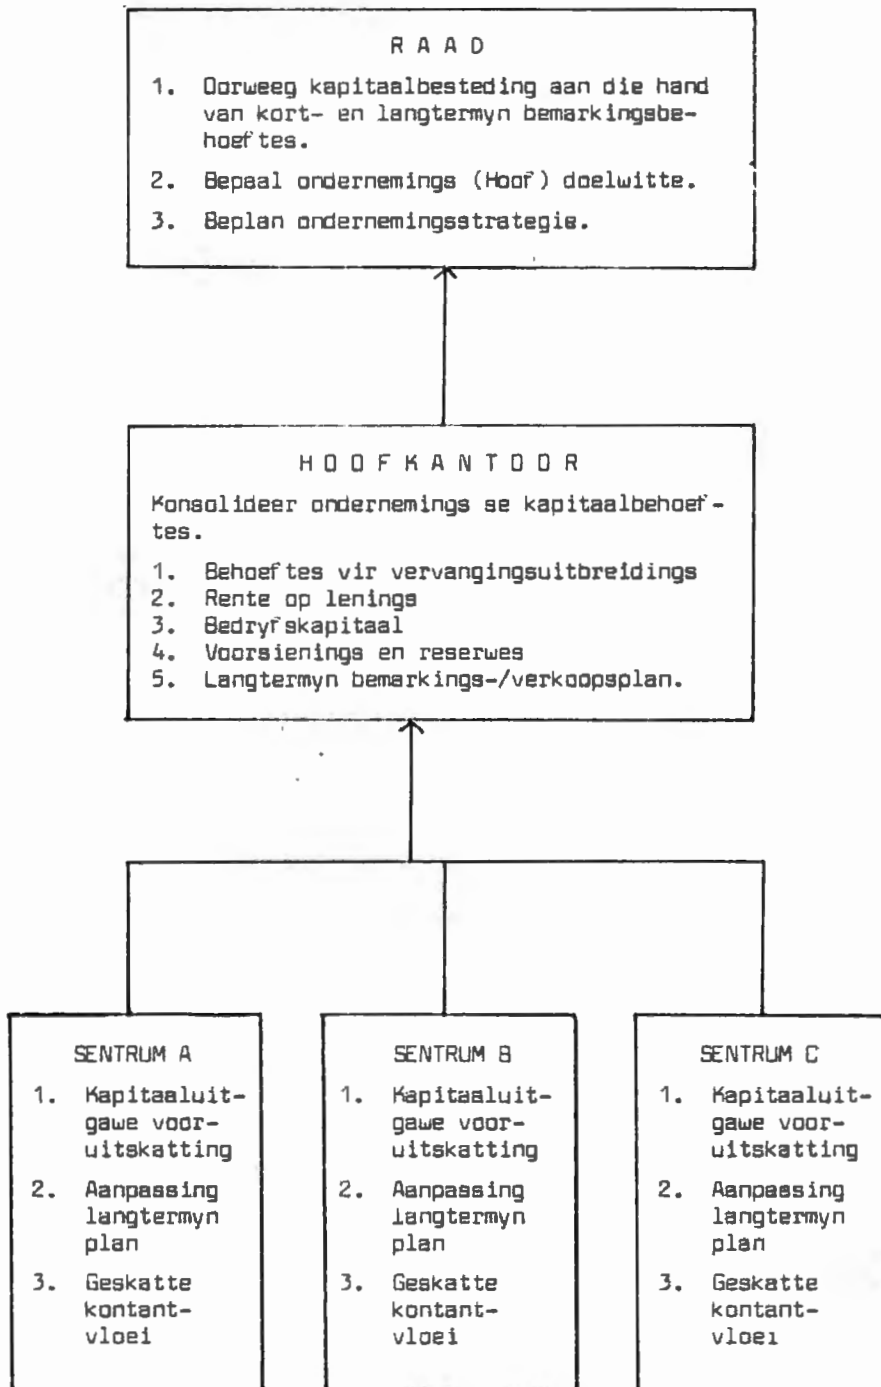 R A A D
1. Oorweeg kapitaalbesteding aan die hand
van kort- en langtermyn bemarkingsbe-
hoeftes.
2. Bepaal ondernemings (Hoof) doelwitte.
3. Beplan ondernemingsstrategie.
H O O F K A N T O O R
Konsolideer ondernemings se kapitaalbehoef-
tes.
1. Behoeftes vir vervangingsuitbreidings
2. Rente op lenings
3. Bedryfskapitaal
4. Voorsienings en reserwes
5. Langtermyn bemarkings-/verkoopsplan.
SENTRUM A
1. Kapitaaluit-
gawe voor-
uitskatting
2. Aanpassing
langtermyn
plan
3. Geskatte
kontant-
vloei
SENTRUM B
1. Kapitaaluit-
gawe voor-
uitskatting
2. Aanpassing
langtermyn
plan
3. Geskatte
kontant-
vloei
SENTRUM C
1. Kapitaaluit-
gawe voor-
uitskatting
2. Aanpassing
langtermyn
plan
3. Geskatte
kontant-
vloei